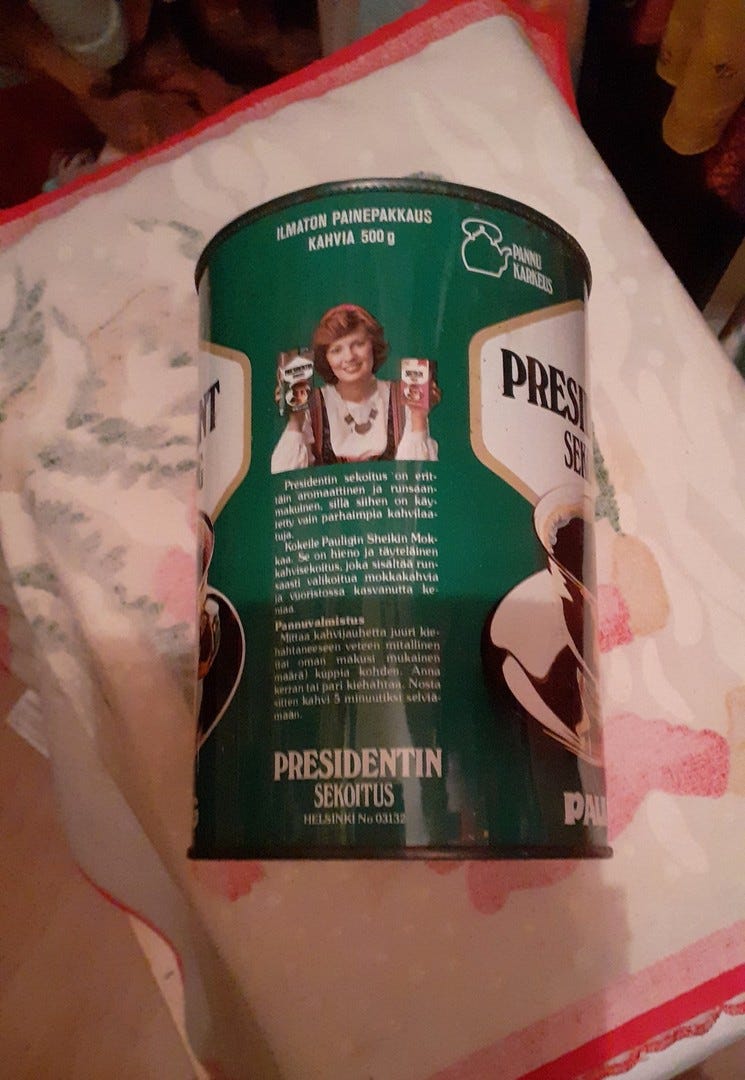 ILMATON PAINEPAKKAUS
KAHVIA 500 g
PANNU
KARKEUS
NT
G
PRESI
SEK
Presidentin sekoitus on erit-
täin aromaattinen ja runsaan-
makuinen, sillä siihen on käy-
tetty vain parhaimpia kahvilaa-
tuja.
Kokeile Pauligin Sheikin Mok-
kaa. Se on hieno ja täyteläinen
kahvisekoitus, joka sisältää run-
saasti valikoitua mokkakahvia
ja vuoristossa kasvanutta ke-
niaa.
Pannuvalmistus
Mittaa kahvijauhetta juuri kie-
hahtaneeseen veteen mitallinen
(tai oman makusi mukainen
määrä) kuppia kohden. Anna
kerran tai pari kiehahtaa. Nosta
sitten kahvi 5 minuutiksi selviä-
mään.
PRESIDENTIN
SEKOITUS
HELSINKI No 03132
G
PAU